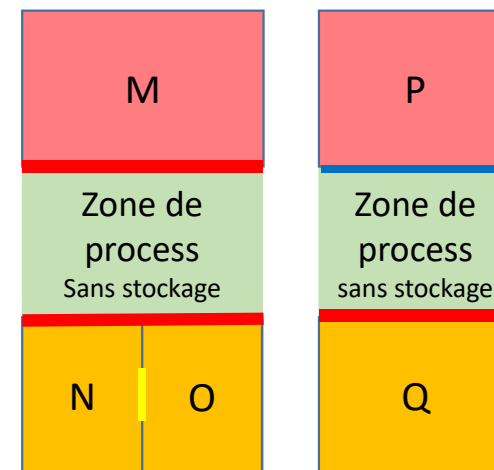 M
Zone de
process
Sans stockage
N
O
P
Zone de
process
sans stockage
Q